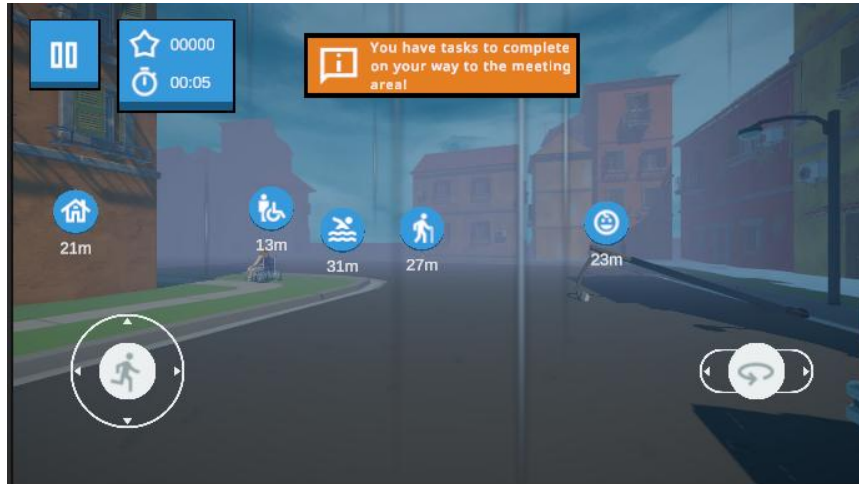 00000
00:05
You have tasks to complete
on your way to the meeting
area!
21m
13m
31m
27m
23m